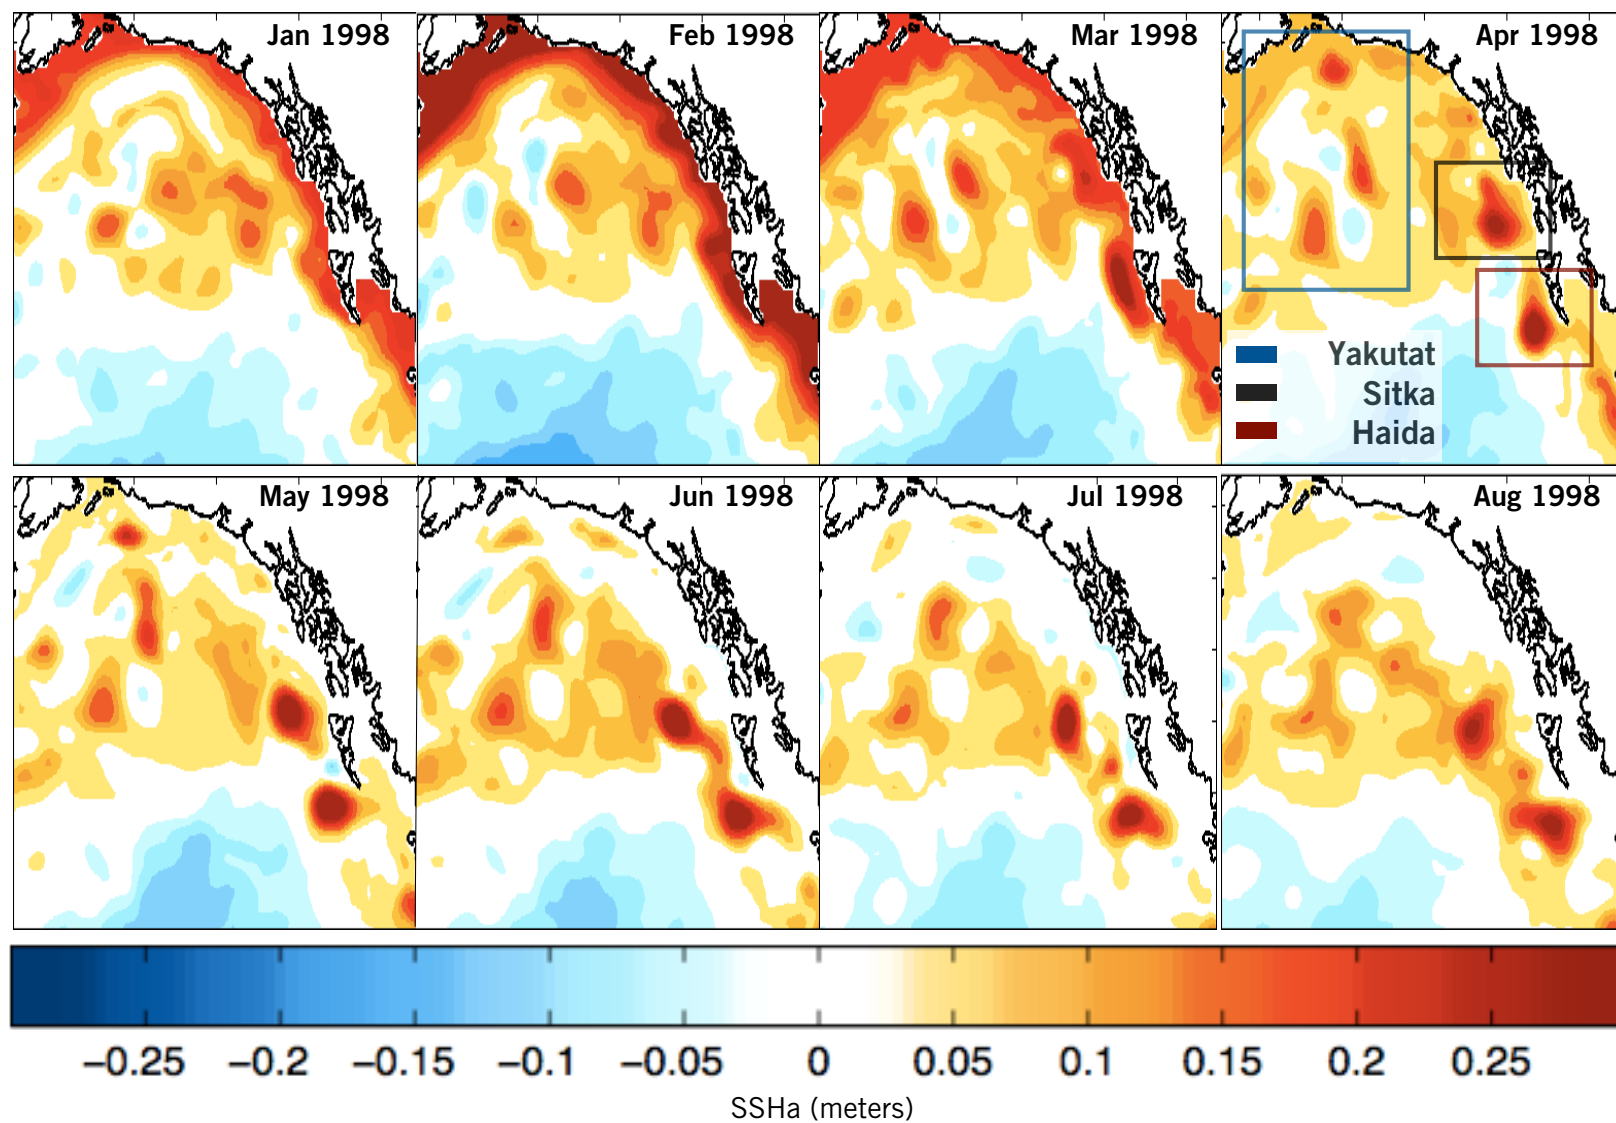 Jan 1998
Feb 1998
Mar 1998
Apr 1998
Yakutat
Sitka
Haida
May 1998
Jun 1998
Jul 1998
Aug 1998
−0.25 −0.2 −0.15 −0.1 −0.05 0 0.05 0.1 0.15 0.2 0.25
SSHa (meters)